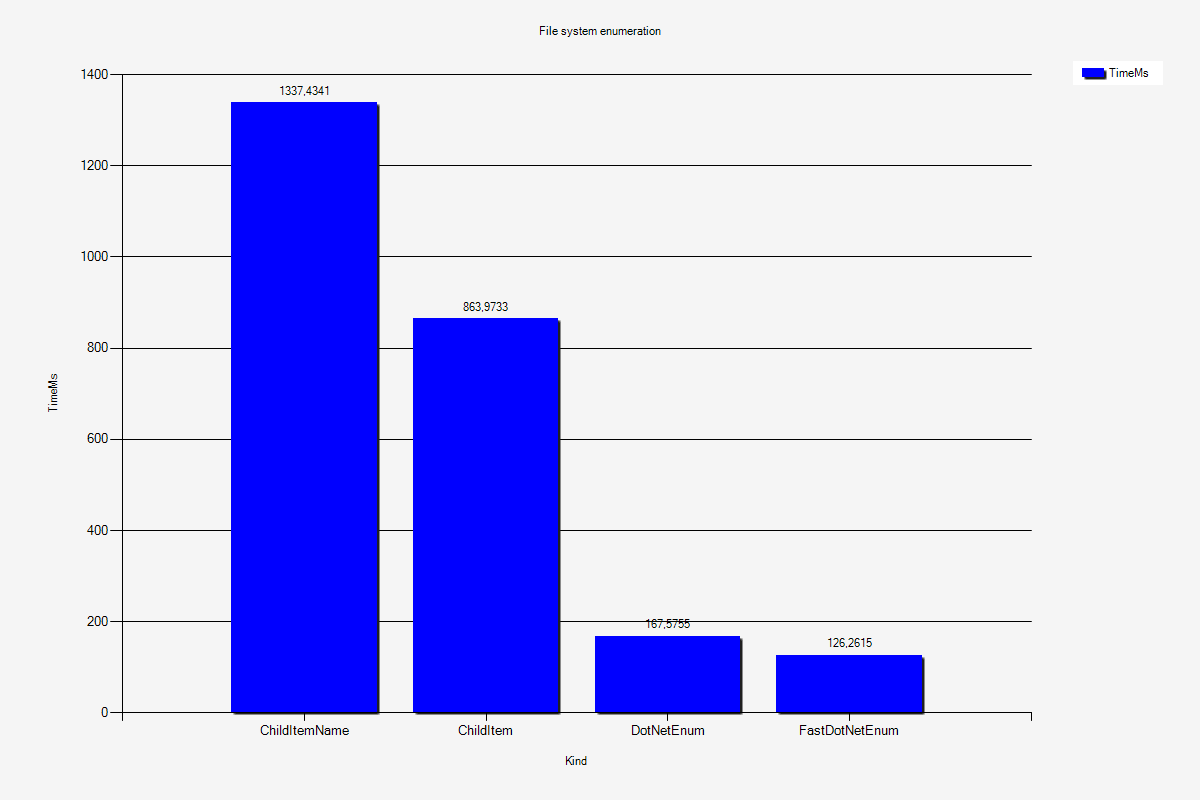 File system enumeration
TimeMs
1400
1200
1000
800
600
400
200
0
TimeMs
1337,4341
863,9733
167,5755
126,2615
ChildItemName
ChildItem
DotNetEnum
FastDotNetEnum
Kind